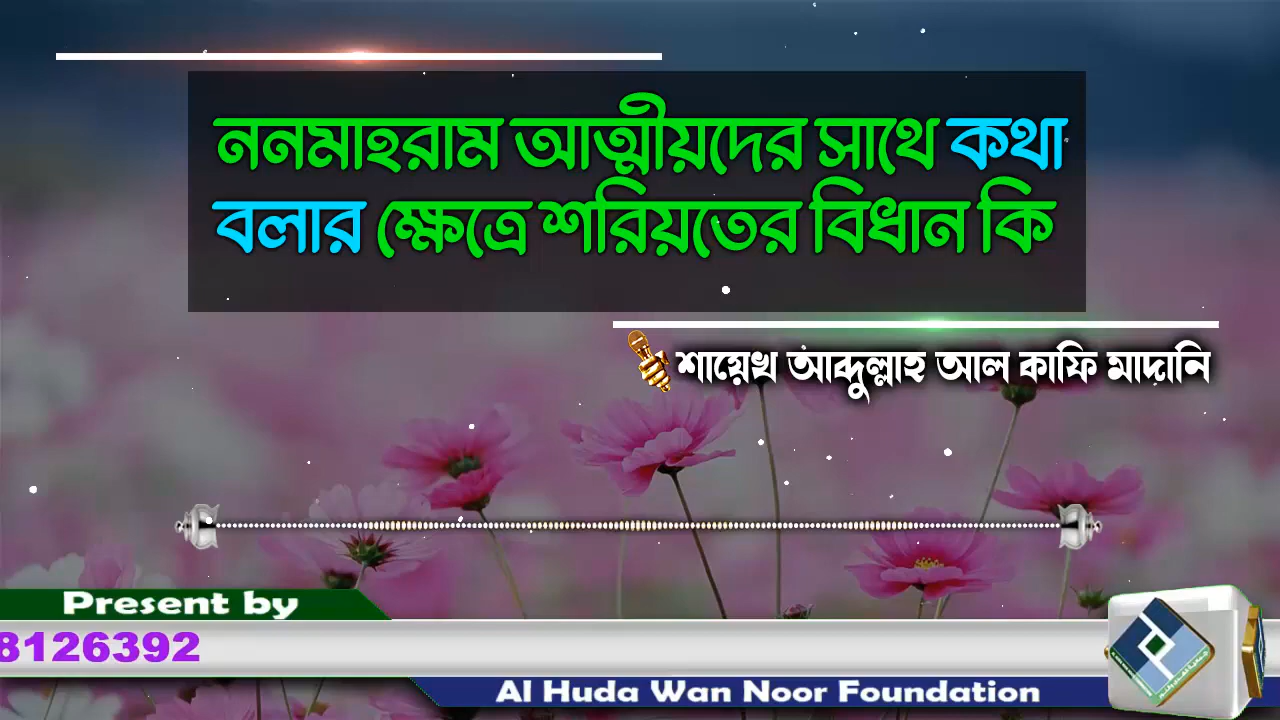 ননমাহরাম আত্মীয়দের সাথে কথা
বলার ক্ষেত্রে শরিয়তের বিধান কি
শায়েখ আব্দুল্লাহ আল কাফি মাদানি
Present by
8126392
Al Huda Wan Noor Foundation